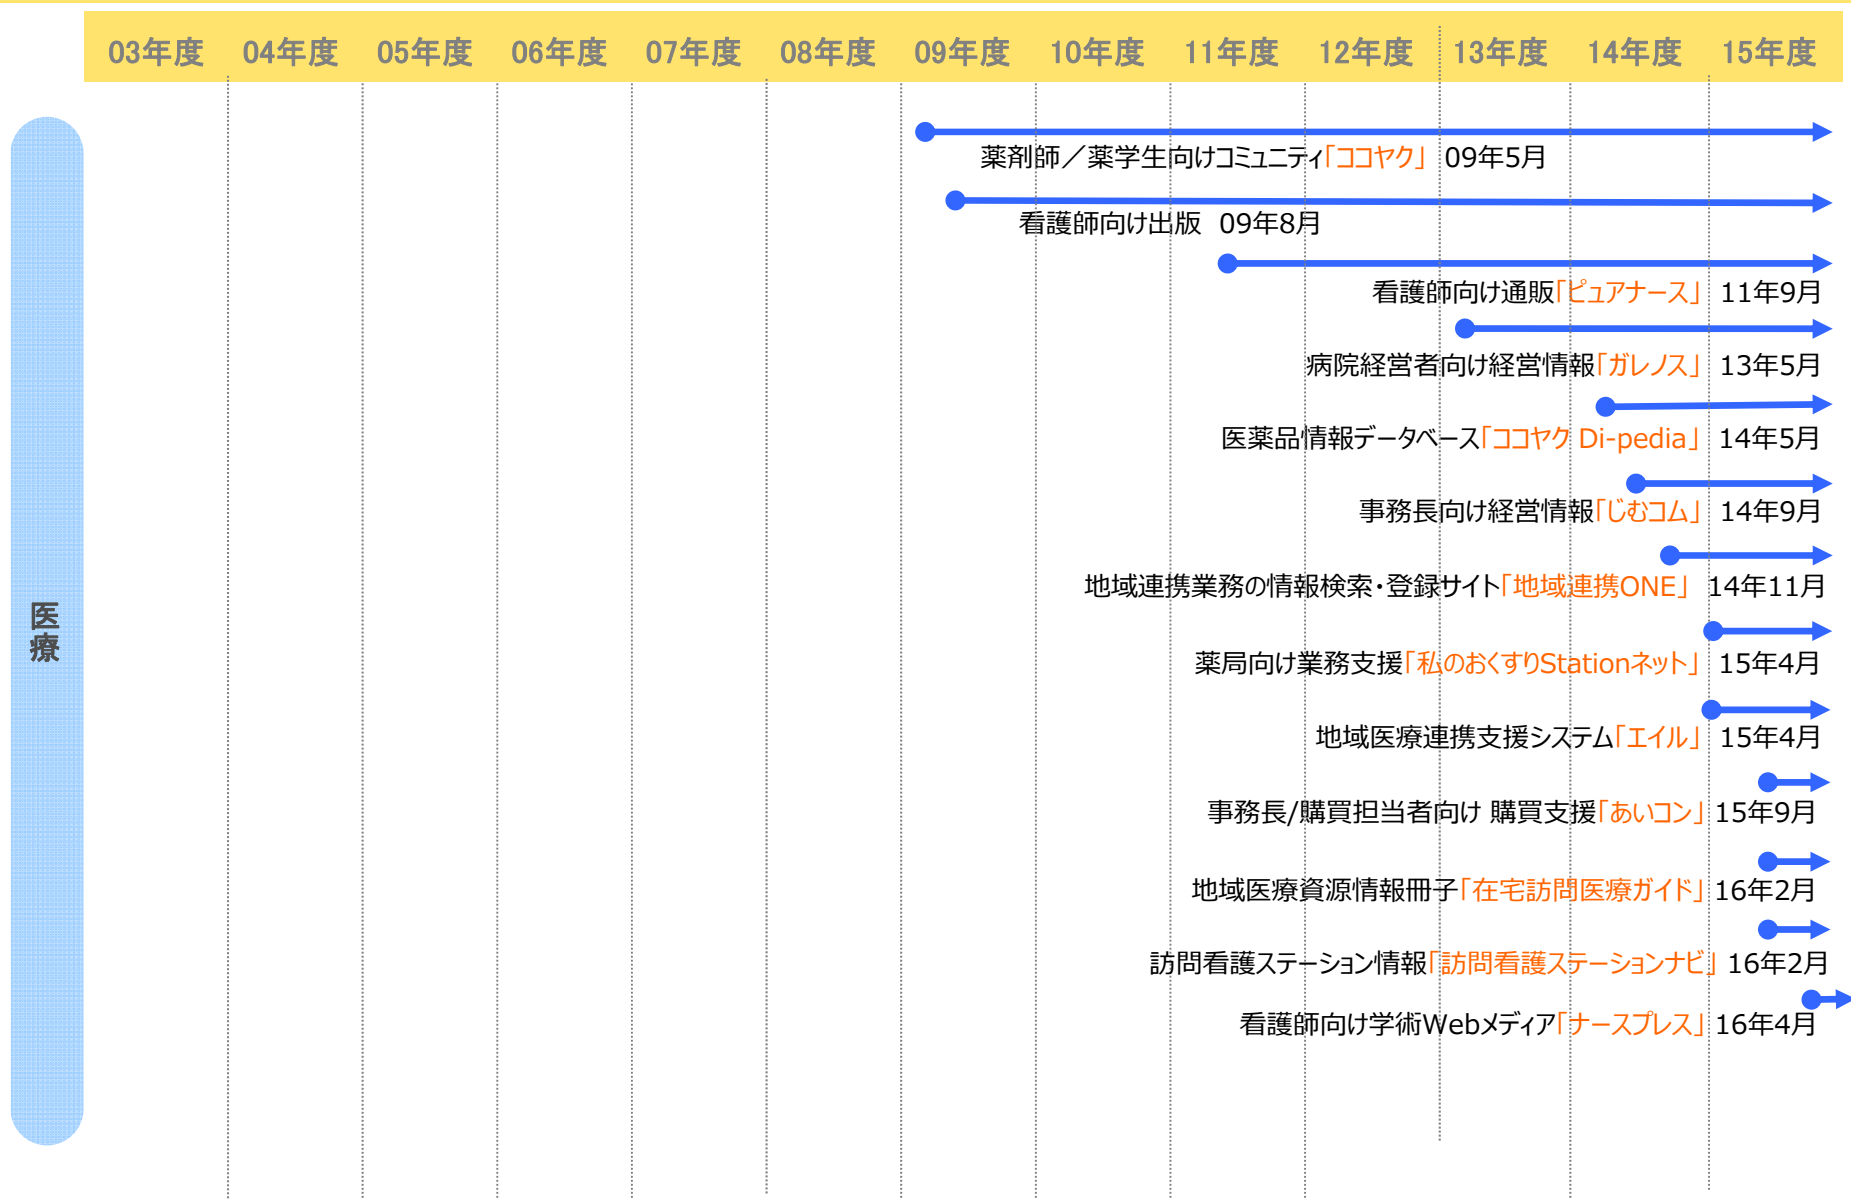 03年度 04年度 05年度 06年度 07年度 08年度 09年度 10年度 11年度 12年度 13年度 14年度 15年度
医療
薬剤師／薬学生向けコミュニティ「ココヤク」 09年5月
看護師向け出版 09年8月
看護師向け通販「ピュアナース」 11年9月
病院経営者向け経営情報「ガレノス」 13年5月
医薬品情報データベース「ココヤク Di-pedia」 14年5月
事務長向け経営情報「じむコム」 14年9月
地域連携業務の情報検索・登録サイト「地域連携ONE」 14年11月
薬局向け業務支援「私のおくすりStationネット」 15年4月
地域医療連携支援システム「エイル」 15年4月
事務長/購買担当者向け 購買支援「あいコン」 15年9月
地域医療資源情報冊子「在宅訪問医療ガイド」 16年2月
訪問看護ステーション情報「訪問看護ステーションナビ」 16年2月
看護師向け学術Webメディア「ナースプレス」 16年4月